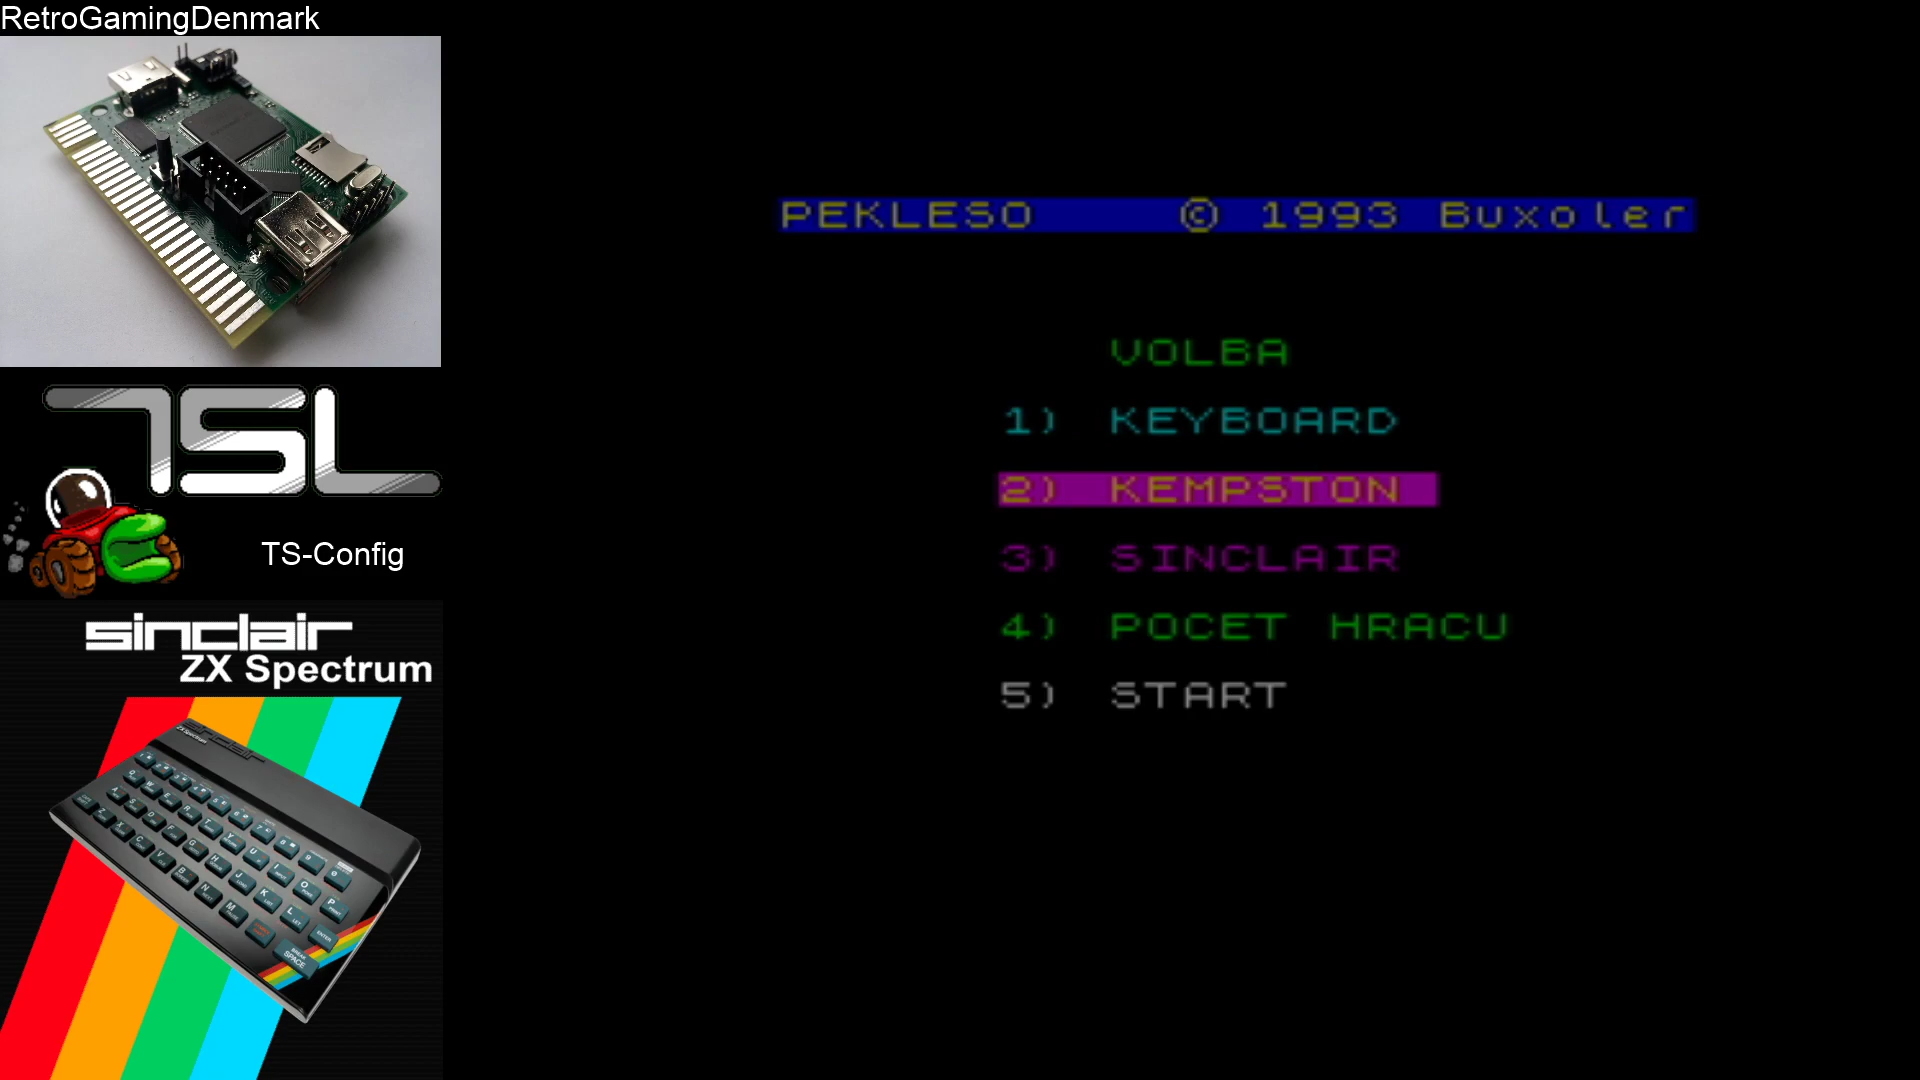 RetroGamingDenmark
TSL
TS-Config
sinclair
ZX Spectrum
PEKLESO © 1993 Buxoler
VOLBA
1) KEYBOARD
2) KEMPSTON
3) SINCLAIR
4) POCET HRACU
5) START